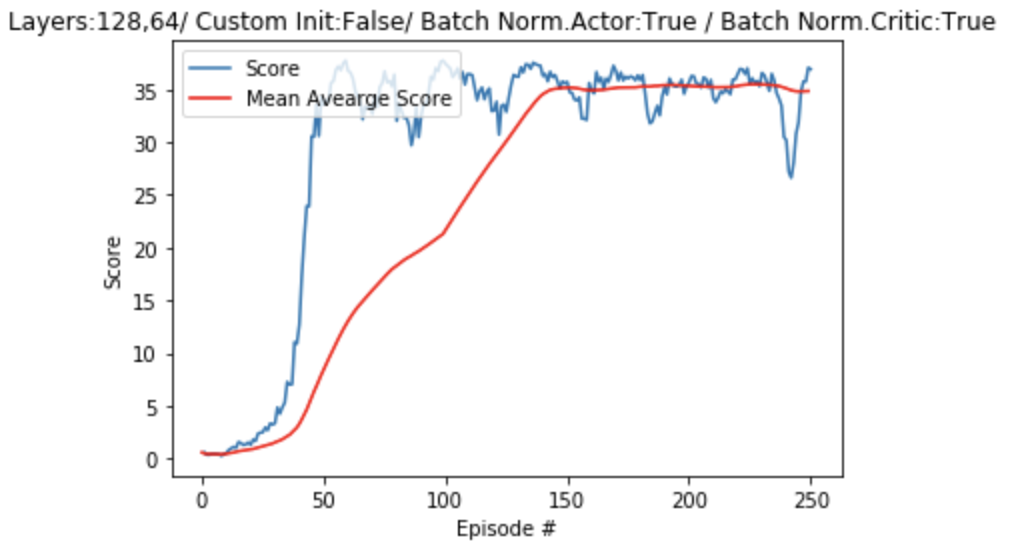 Layers:128,64/ Custom Init:False/ Batch Norm.Actor:True / Batch Norm.Critic:True
Score
Mean Avearge Score
35
30
25
20
15
10
5
0
Score
0 50 100 150 200 250
Episode #